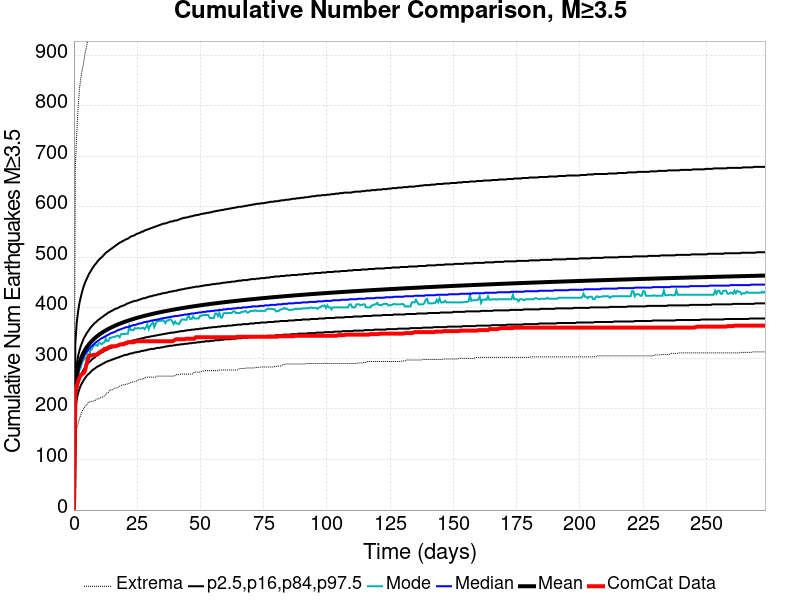 Cumulative Number Comparison, M≥3.5
Cumulative Num Earthquakes M≥3.5
900
800
700
600
500
400
300
200
100
0
0 25 50 75 100 125 150 175 200 225 250
Time (days)
Extrema p2.5,p16,p84,p97.5 Mode Median Mean ComCat Data